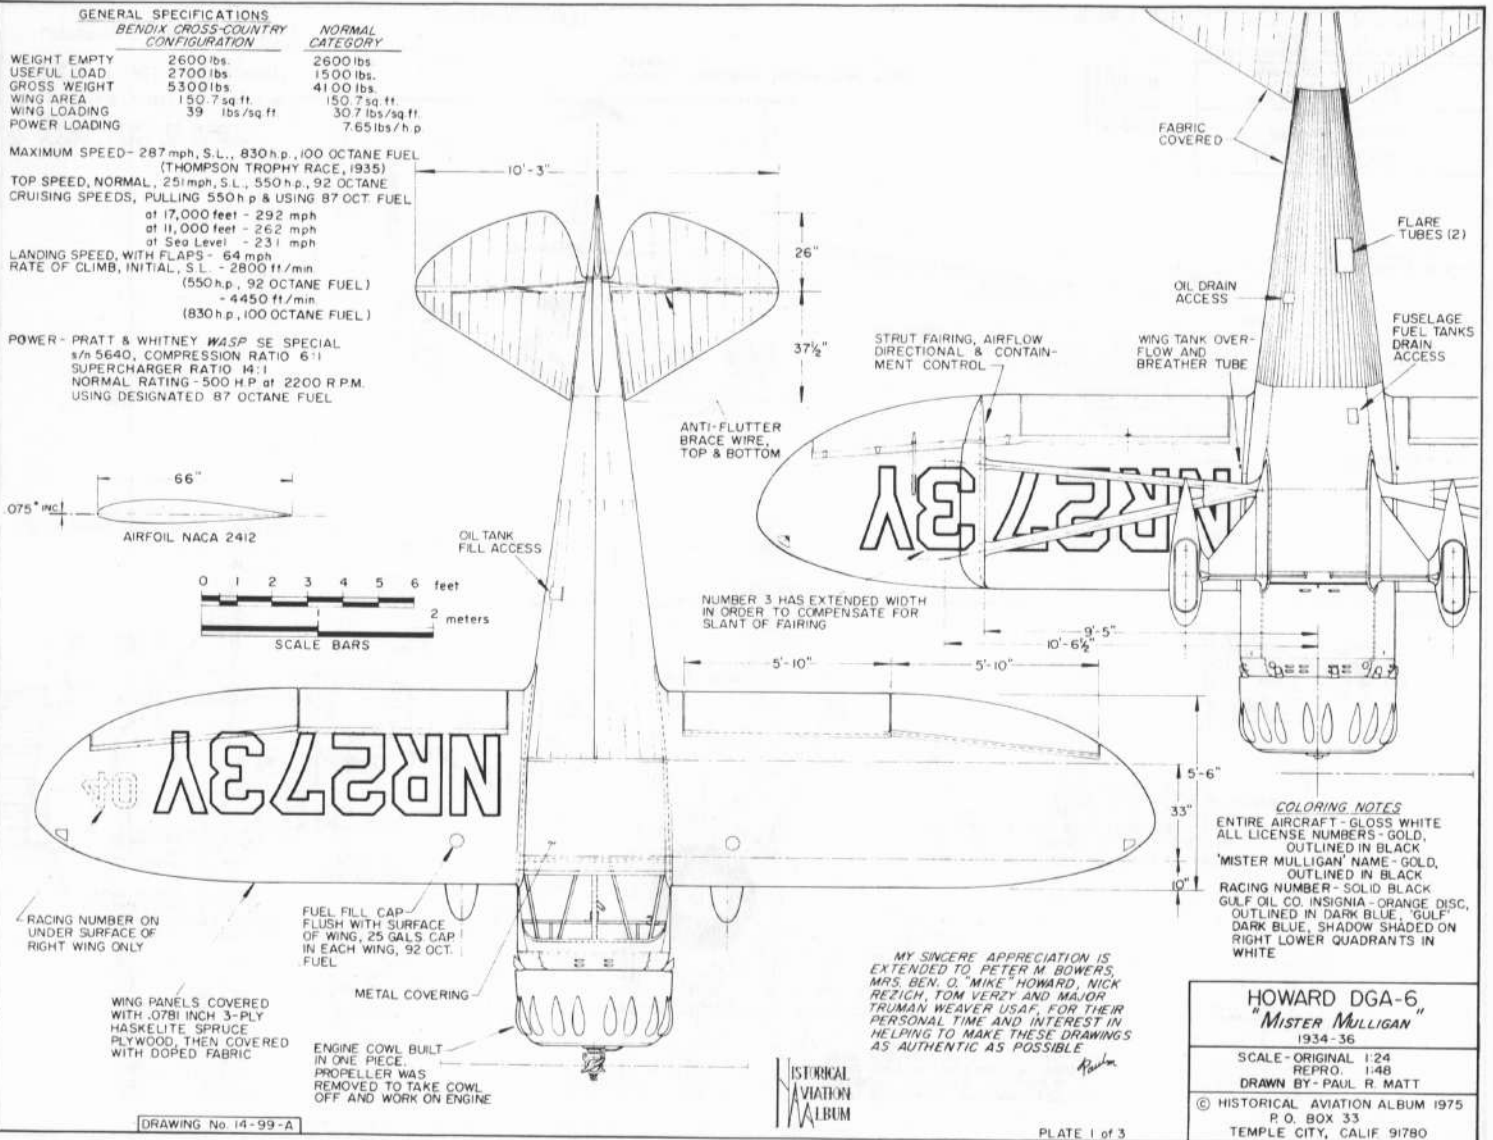 GENERAL SPECIFICATIONS
BENDIX CROSS-COUNTRY CONFIGURATION
NORMAL CATEGORY
WEIGHT EMPTY 2600 lbs. 2600 lbs.
USEFUL LOAD 2700 lbs 1500 lbs.
GROSS WEIGHT 5300 lbs. 4100 lbs.
WING AREA 150.7 sq. ft. 150.7 sq. ft.
WING LOADING 39 lbs/sq.ft 30.7 lbs/sq.ft.
POWER LOADING 7.65 lbs/h.p
MAXIMUM SPEED- 287 mph, S.L., 830 h.p., 100 OCTANE FUEL
(THOMPSON TROPHY RACE, 1935)
TOP SPEED, NORMAL, 251 mph, S.L., 550 h.p., 92 OCTANE
CRUISING SPEEDS, PULLING 550 h p & USING 87 OCT. FUEL
at 17,000 feet - 292 mph
at 11,000 feet - 262 mph
at Sea Level - 231 mph
LANDING SPEED, WITH FLAPS - 64 mph
RATE OF CLIMB, INITIAL, S.L. - 2800 ft/min
(550 h.p., 92 OCTANE FUEL)
- 4450 ft/min
(830 h.p., 100 OCTANE FUEL)
POWER - PRATT & WHITNEY WASP SE SPECIAL
s/n 5640, COMPRESSION RATIO 6:1
SUPERCHARGER RATIO 14:1
NORMAL RATING - 500 H.P. at 2200 R.P.M.
USING DESIGNATED 87 OCTANE FUEL
66"
.075° INC.
AIRFOIL NACA 2412
0 1 2 3 4 5 6 feet
2 meters
SCALE BARS
10'-3"
26"
37½"
ANTI-FLUTTER
BRACE WIRE,
TOP & BOTTOM
OIL TANK
FILL ACCESS
FABRIC
COVERED
FLARE
TUBES (2)
OIL DRAIN
ACCESS
FUSELAGE
FUEL TANKS
DRAIN
ACCESS
STRUT FAIRING, AIRFLOW
DIRECTIONAL & CONTAIN-
MENT CONTROL
WING TANK OVER-
FLOW AND
BREATHER TUBE
NR273Y
NUMBER 3 HAS EXTENDED WIDTH
IN ORDER TO COMPENSATE FOR
SLANT OF FAIRING
9'-5"
10'-6½"
5'-10"
5'-10"
NR273Y
40
5'-6"
33"
10"
RACING NUMBER ON
UNDER SURFACE OF
RIGHT WING ONLY
FUEL FILL CAP
FLUSH WITH SURFACE
OF WING, 25 GALS CAP.
IN EACH WING, 92 OCT.
FUEL
METAL COVERING
WING PANELS COVERED
WITH .0781 INCH 3-PLY
HASKELITE SPRUCE
PLYWOOD, THEN COVERED
WITH DOPED FABRIC
ENGINE COWL BUILT
IN ONE PIECE.
PROPELLER WAS
REMOVED TO TAKE COWL
OFF AND WORK ON ENGINE
DRAWING No. 14-99-A
HISTORICAL
AVIATION
ALBUM
MY SINCERE APPRECIATION IS
EXTENDED TO PETER M. BOWERS,
MRS. BEN. O. "MIKE" HOWARD, NICK
REZICH, TOM VERZY AND MAJOR
TRUMAN WEAVER USAF, FOR THEIR
PERSONAL TIME AND INTEREST IN
HELPING TO MAKE THESE DRAWINGS
AS AUTHENTIC AS POSSIBLE
PLATE 1 of 3
COLORING NOTES
ENTIRE AIRCRAFT - GLOSS WHITE
ALL LICENSE NUMBERS - GOLD,
OUTLINED IN BLACK
'MISTER MULLIGAN' NAME - GOLD,
OUTLINED IN BLACK
RACING NUMBER - SOLID BLACK
GULF OIL CO. INSIGNIA - ORANGE DISC,
OUTLINED IN DARK BLUE, 'GULF'
DARK BLUE, SHADOW SHADED ON
RIGHT LOWER QUADRANTS IN
WHITE
HOWARD DGA-6
"MISTER MULLIGAN"
1934-36
SCALE - ORIGINAL 1:24
REPRO. 1:48
DRAWN BY - PAUL R. MATT
© HISTORICAL AVIATION ALBUM 1975
P. O. BOX 33
TEMPLE CITY, CALIF. 91780